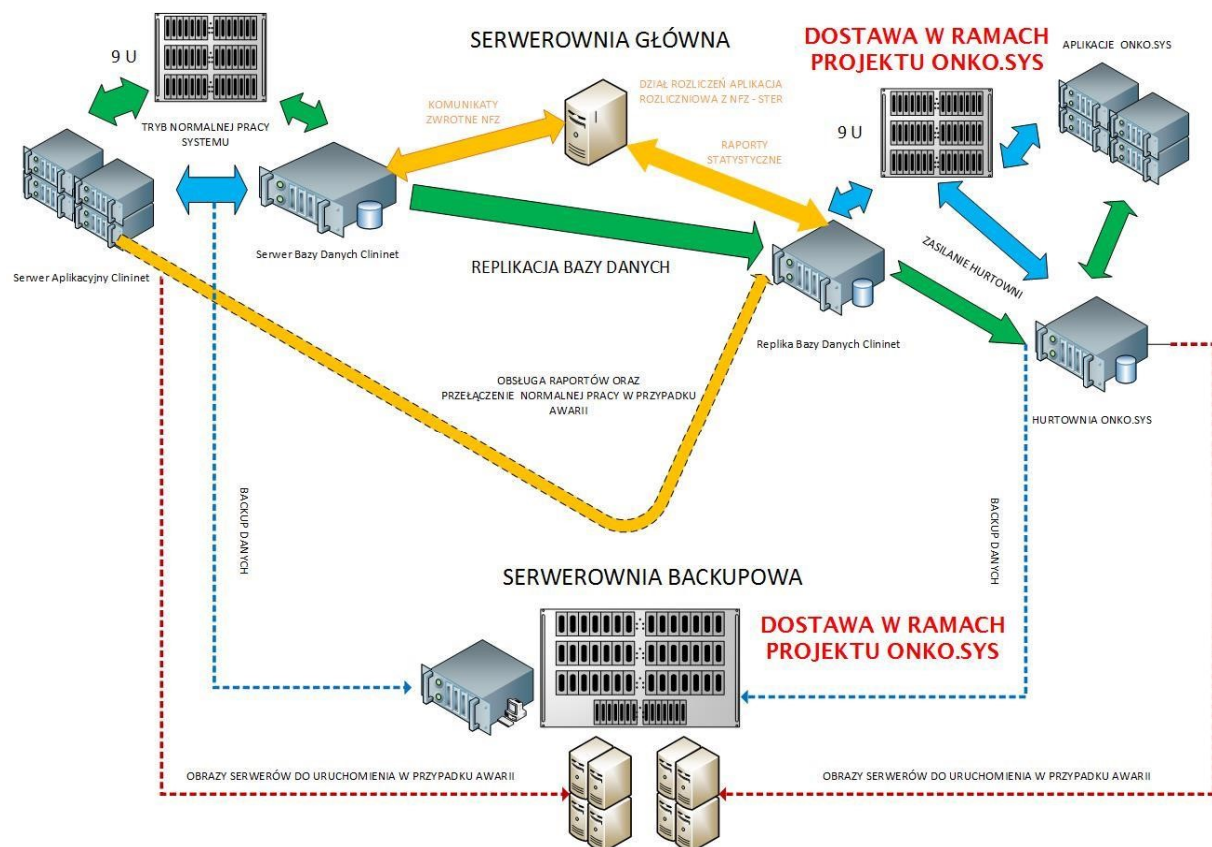 SERWEROWNIA GŁÓWNA
DOSTAWA W RAMACH
PROJEKTU ONKO.SYS
APLIKACJE ONKO.SYS
9 U
TRYB NORMALNEJ PRACY
SYSTEMU
KOMUNIKATY
ZWROTNE NFZ
DZIAŁ ROZLICZEŃ APLIKACJA
ROZLICZNIOWA Z NFZ - STER
RAPORTY
STATYSTYCZNE
9 U
Serwer Aplikacyjny Clininet
Serwer Bazy Danych Clininet
REPLIKACJA BAZY DANYCH
ZASILANIE HURTOWNI
Replika Bazy Danych Clininet
HURTOWNIA ONKO.SYS
OBSŁUGA RAPORTÓW ORAZ
PRZEŁĄCZENIE NORMALNEJ PRACY W PRZYPADKU
AWARII
BACKUP DANYCH
BACKUP DANYCH
SERWEROWNIA BACKUPOWA
DOSTAWA W RAMACH
PROJEKTU ONKO.SYS
OBRAZY SERWERÓW DO URUCHOMIENIA W PRZYPADKU AWARII
OBRAZY SERWERÓW DO URUCHOMIENIA W PRZYPADKU AWARII